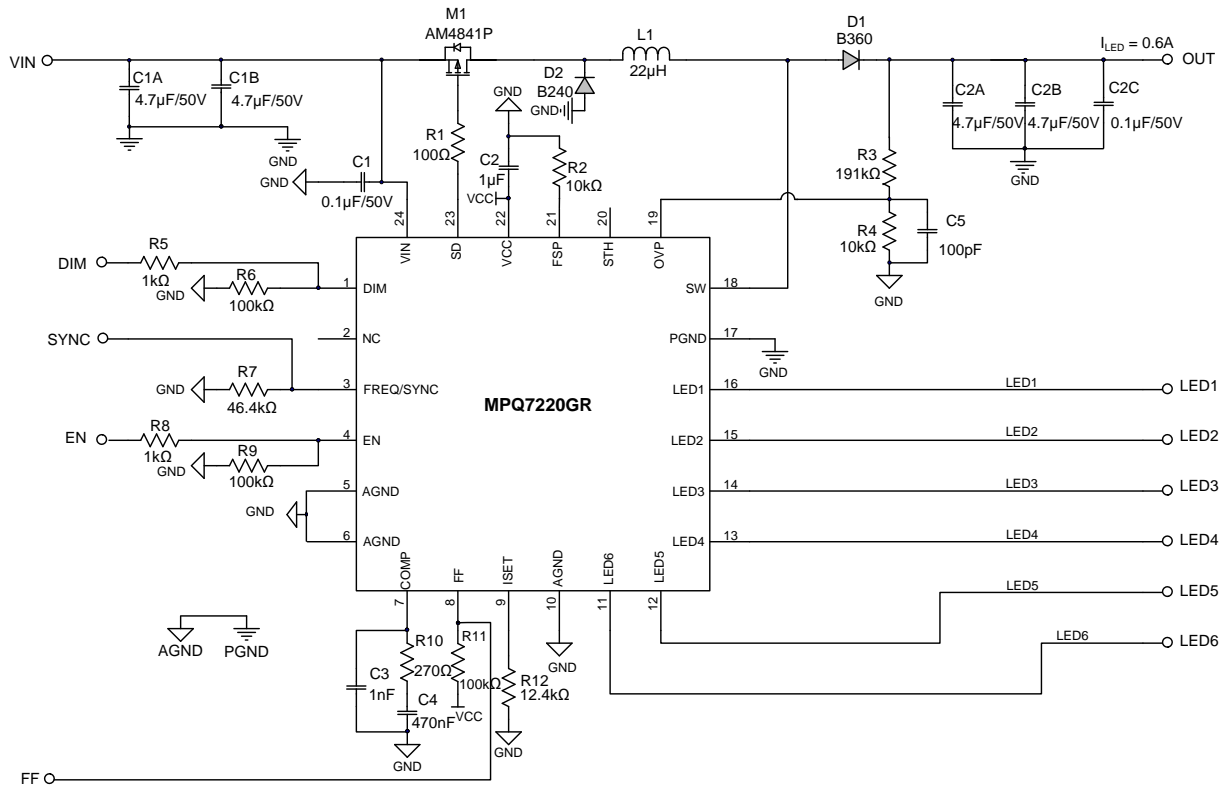 M1
AM4841P
VIN
C1A
4.7µF/50V
C1B
4.7µF/50V
GND
D2
B240
GND
L1
22µH
D1
B360
I_LED = 0.6A
OUT
C2A
4.7µF/50V
C2B
4.7µF/50V
C2C
0.1µF/50V
GND
GND
R1
100Ω
C2
1µF
VCC
R2
10kΩ
R3
191kΩ
R4
10kΩ
C5
100pF
GND
C1
GND
0.1µF/50V
24
23
22
21
20
19
VIN
SD
VCC
FSP
STH
OVP
DIM
R5
1kΩ
GND
R6
100kΩ
1
DIM
SW
18
SYNC
2
NC
PGND
17
GND
GND
R7
46.4kΩ
3
FREQ/SYNC
MPQ7220GR
LED1
16
LED1
LED1
EN
R8
1kΩ
GND
R9
100kΩ
4
EN
LED2
15
LED2
LED2
GND
5
AGND
LED3
14
LED3
LED3
6
AGND
LED4
13
LED4
LED4
COMP
FF
ISET
AGND
LED6
LED5
7
8
9
10
11
12
LED5
LED5
LED6
LED6
AGND
PGND
C3
1nF
R10
270Ω
C4
470nF
GND
R11
100kΩ
VCC
R12
12.4kΩ
GND
GND
FF